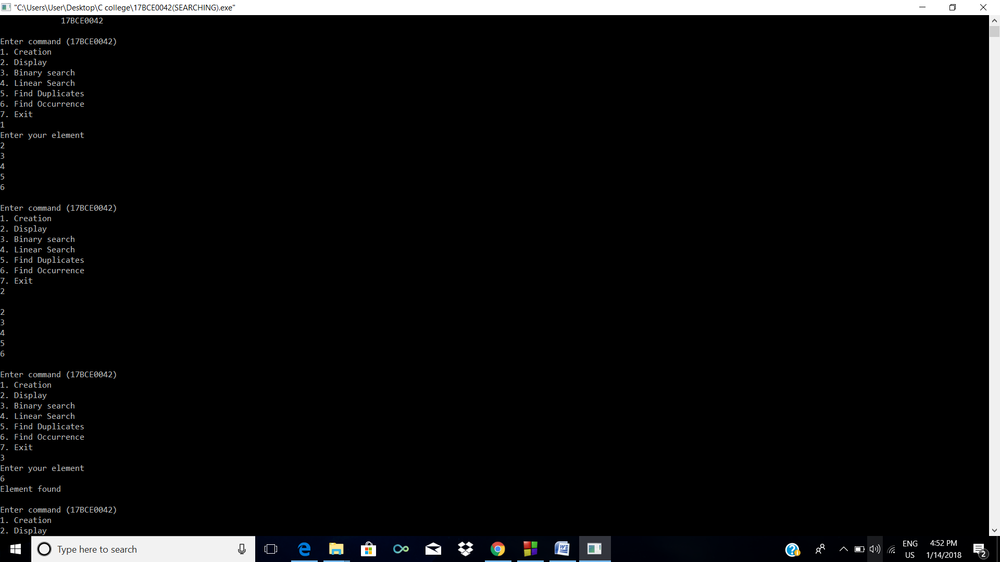 "C:\Users\User\Desktop\C college\17BCE0042(SEARCHING).exe"
17BCE0042
Enter command (17BCE0042)
1. Creation
2. Display
3. Binary search
4. Linear Search
5. Find Duplicates
6. Find Occurrence
7. Exit
1
Enter your element
2
3
4
5
6
Enter command (17BCE0042)
1. Creation
2. Display
3. Binary search
4. Linear Search
5. Find Duplicates
6. Find Occurrence
7. Exit
2
2
3
4
5
6
Enter command (17BCE0042)
1. Creation
2. Display
3. Binary search
4. Linear Search
5. Find Duplicates
6. Find Occurrence
7. Exit
3
Enter your element
6
Element found
Enter command (17BCE0042)
1. Creation
2. Display
Type here to search
ENG
US
4:52 PM
1/14/2018
2